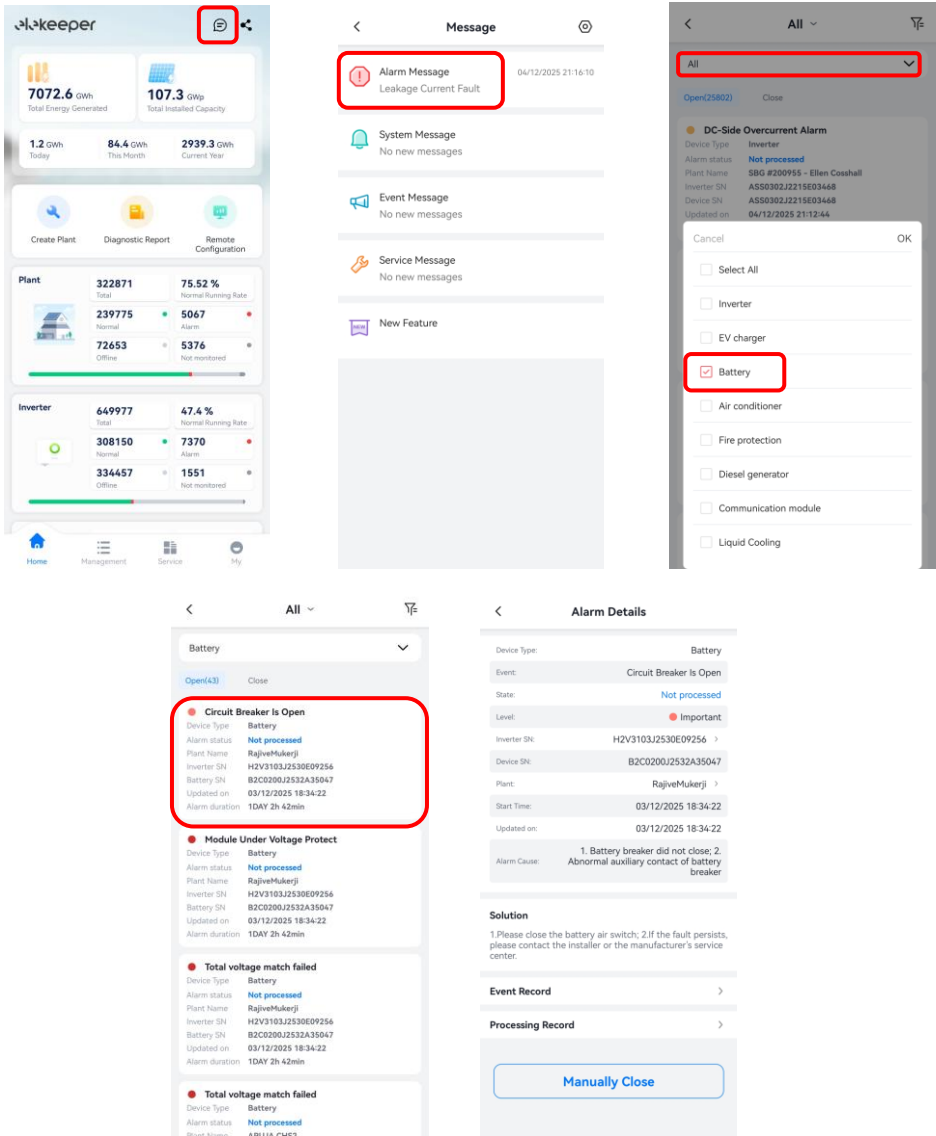 elekeeper
7072.6 GWh
Total Energy Generated
107.3 GWp
Total Installed Capacity
1.2 GWh
Today
84.4 GWh
This Month
2939.3 GWh
Current Year
Create Plant
Diagnostic Report
Remote
Configuration
Plant
322871
Total
75.52 %
Normal Running Rate
239775
Normal
5067
Alarm
72653
Offline
5376
Not monitored
Inverter
649977
Total
47.4 %
Normal Running Rate
308150
Normal
7370
Alarm
334457
Offline
1551
Not monitored
Home
Management
Service
My
Message
Alarm Message
04/12/2025 21:16:10
Leakage Current Fault
System Message
No new messages
Event Message
No new messages
Service Message
No new messages
NEW
New Feature
All
All
Open(25802)
Close
DC-Side Overcurrent Alarm
Device Type Inverter
Alarm status Not processed
Plant Name SBG #200955 - Ellen Cosshall
Inverter SN ASS0302J2215E03468
Device SN ASS0302J2215E03468
Updated on 04/12/2025 21:12:44
Cancel
OK
Select All
Inverter
EV charger
Battery
Air conditioner
Fire protection
Diesel generator
Communication module
Liquid Cooling
All
Battery
Open(43)
Close
Circuit Breaker Is Open
Device Type Battery
Alarm status Not processed
Plant Name RajiveMukerji
Inverter SN H2V3103J2530E09256
Battery SN B2C0200J2532A35047
Updated on 03/12/2025 18:34:22
Alarm duration 1DAY 2h 42min
Module Under Voltage Protect
Device Type Battery
Alarm status Not processed
Plant Name RajiveMukerji
Inverter SN H2V3103J2530E09256
Battery SN B2C0200J2532A35047
Updated on 03/12/2025 18:34:22
Alarm duration 1DAY 2h 42min
Total voltage match failed
Device Type Battery
Alarm status Not processed
Plant Name RajiveMukerji
Inverter SN H2V3103J2530E09256
Battery SN B2C0200J2532A35047
Updated on 03/12/2025 18:34:22
Alarm duration 1DAY 2h 42min
Total voltage match failed
Device Type Battery
Alarm status Not processed
Plant Name
Alarm Details
Device Type: Battery
Event: Circuit Breaker Is Open
State: Not processed
Level: Important
Inverter SN: H2V3103J2530E09256
Device SN: B2C0200J2532A35047
Plant: RajiveMukerji
Start Time: 03/12/2025 18:34:22
Updated on: 03/12/2025 18:34:22
Alarm Cause: 1. Battery breaker did not close; 2.
Abnormal auxiliary contact of battery
breaker
Solution
1.Please close the battery air switch; 2.If the fault persists,
please contact the installer or the manufacturer's service
center.
Event Record
Processing Record
Manually Close